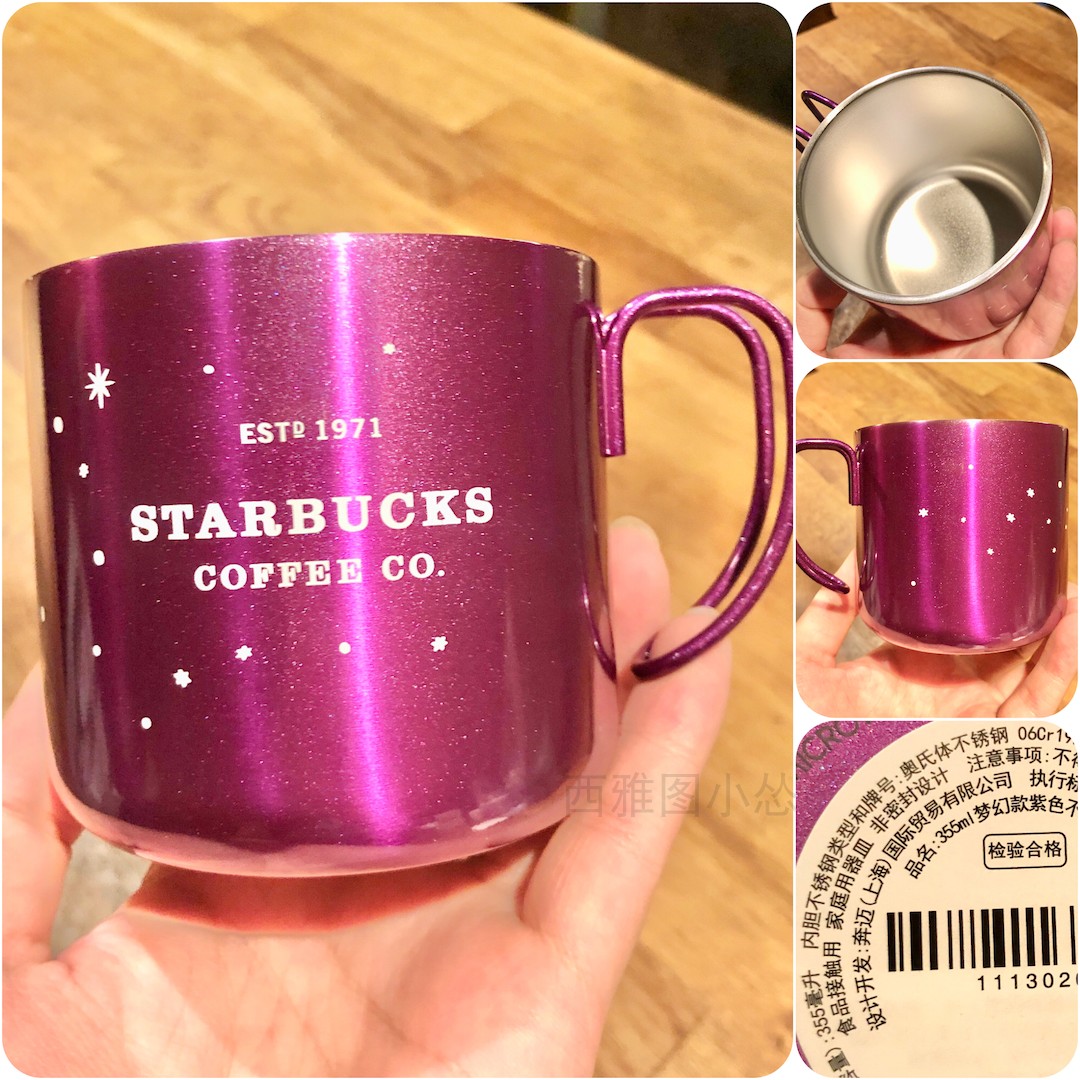 ESTD 1971
STARBUCKS
COFFEE CO.
西雅图小怂
内胆不锈钢类型和牌号:奥氏体不锈钢 06Cr19
食品接触用 家庭用器皿 非密封设计 注意事项:不
设计开发:奔迈(上海)国际贸易有限公司 执行标
品名:355ml梦幻款紫色不
:355毫升
检验合格
111302